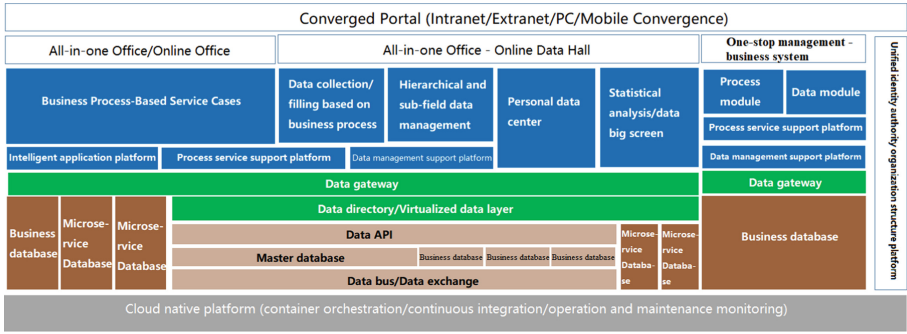 Converged Portal (Intranet/Extranet/PC/Mobile Convergence)
All-in-one Office/Online Office
All-in-one Office - Online Data Hall
One-stop management -
business system
Unified identity authority organization structure platform
Business Process-Based Service Cases
Data collection/
filling based on
business process
Hierarchical and
sub-field data
management
Personal data
center
Statistical
analysis/data
big screen
Process
module
Data module
Process service support platform
Intelligent application platform
Process service support platform
Data management support platform
Data management support platform
Data gateway
Data gateway
Business
database
Microse-
rvice
Database
Microse-
rvice
Database
Data directory/Virtualized data layer
Data API
Master database
Business database
Business database
Business database
Data bus/Data exchange
Microse-
rvice
Databa-
se
Microse-
rvice
Databa-
se
Business database
Cloud native platform (container orchestration/continuous integration/operation and maintenance monitoring)